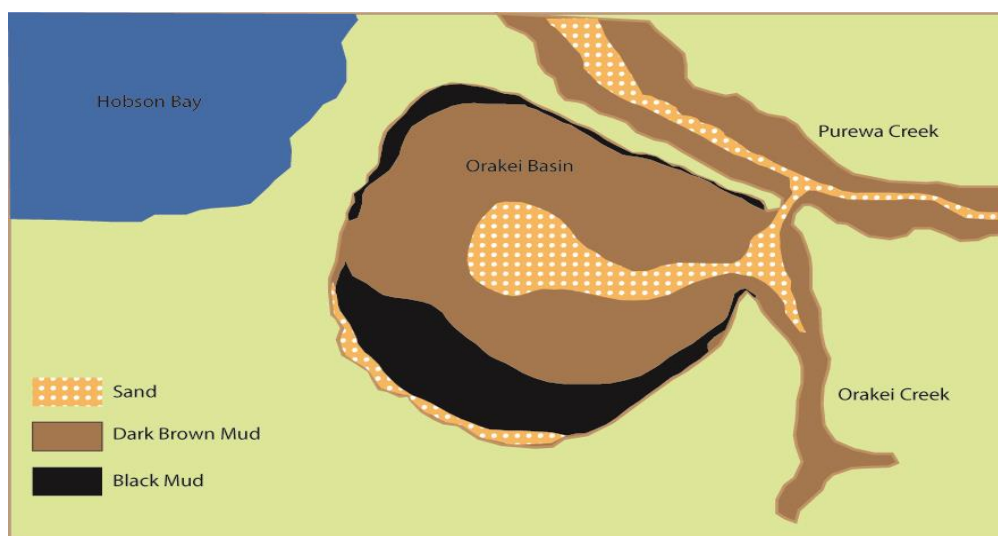 Hobson Bay
Purewa Creek
Orakei Basin
Sand
Orakei Creek
Dark Brown Mud
Black Mud